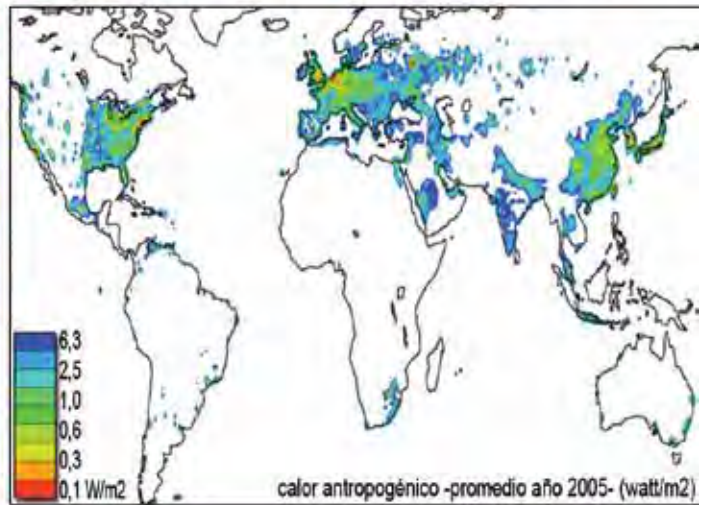 6,3
2,5
1,0
0,6
0,3
0,1 W/m2
calor antropogénico -promedio año 2005- (watt/m2)